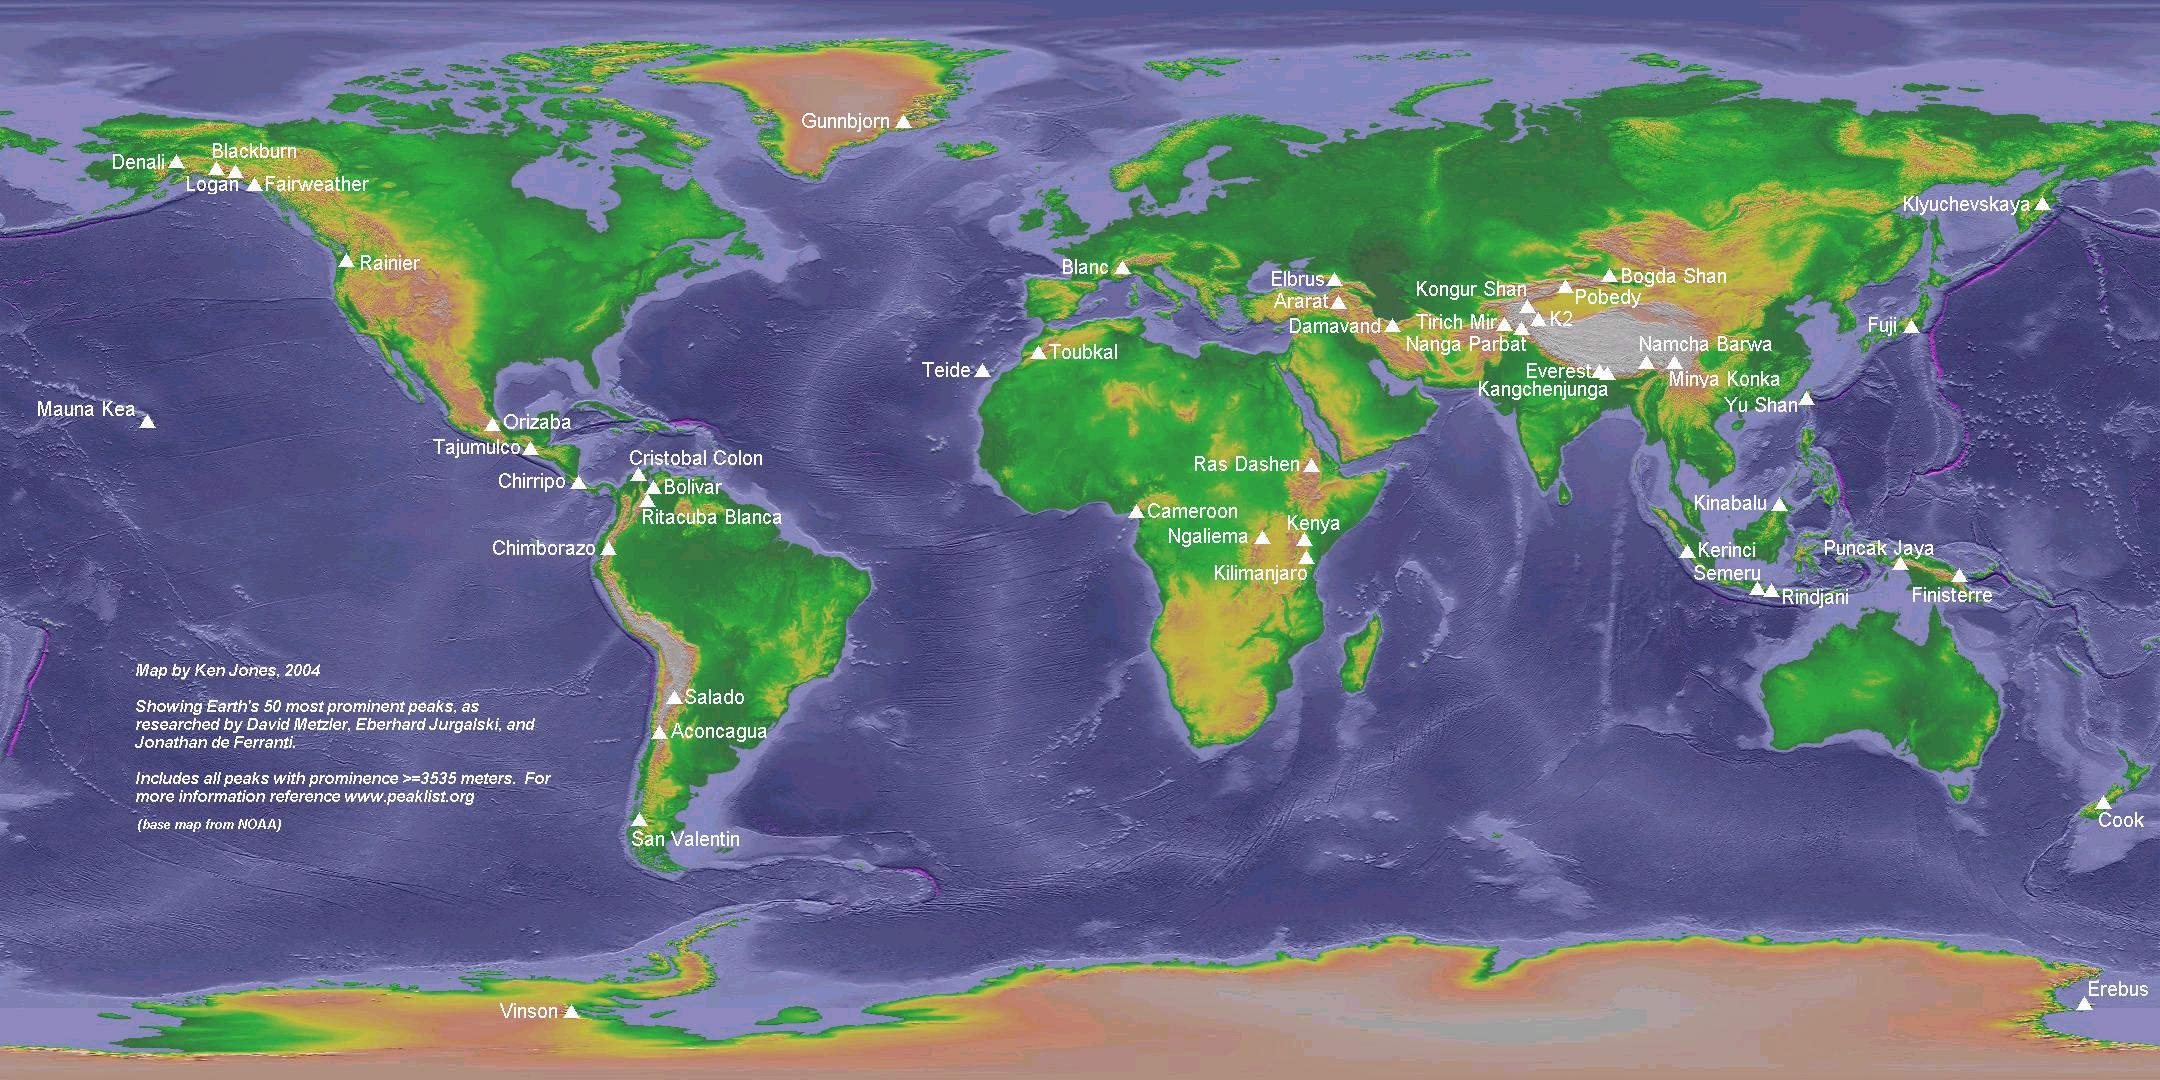 Gunnbjorn
Blackburn
Denali
Logan
Fairweather
Klyuchevskaya
Rainier
Blanc
Elbrus
Bogda Shan
Kongur Shan
Ararat
Pobedy
Damavand
Tirich Mir
K2
Fuji
Nanga Parbat
Namcha Barwa
Toubkal
Teide
Everest
Minya Konka
Kangchenjunga
Yu Shan
Mauna Kea
Orizaba
Tajumulco
Cristobal Colon
Ras Dashen
Chirripo
Bolivar
Kinabalu
Ritacuba Blanca
Cameroon
Kenya
Ngaliema
Chimborazo
Kerinci
Puncak Jaya
Kilimanjaro
Semeru
Rindjani
Finisterre
Map by Ken Jones, 2004
Showing Earth's 50 most prominent peaks, as
researched by David Metzler, Eberhard Jurgalski, and
Jonathan de Ferranti.
Includes all peaks with prominence >=3535 meters. For
more information reference www.peaklist.org
(base map from NOAA)
Salado
Aconcagua
San Valentin
Cook
Erebus
Vinson